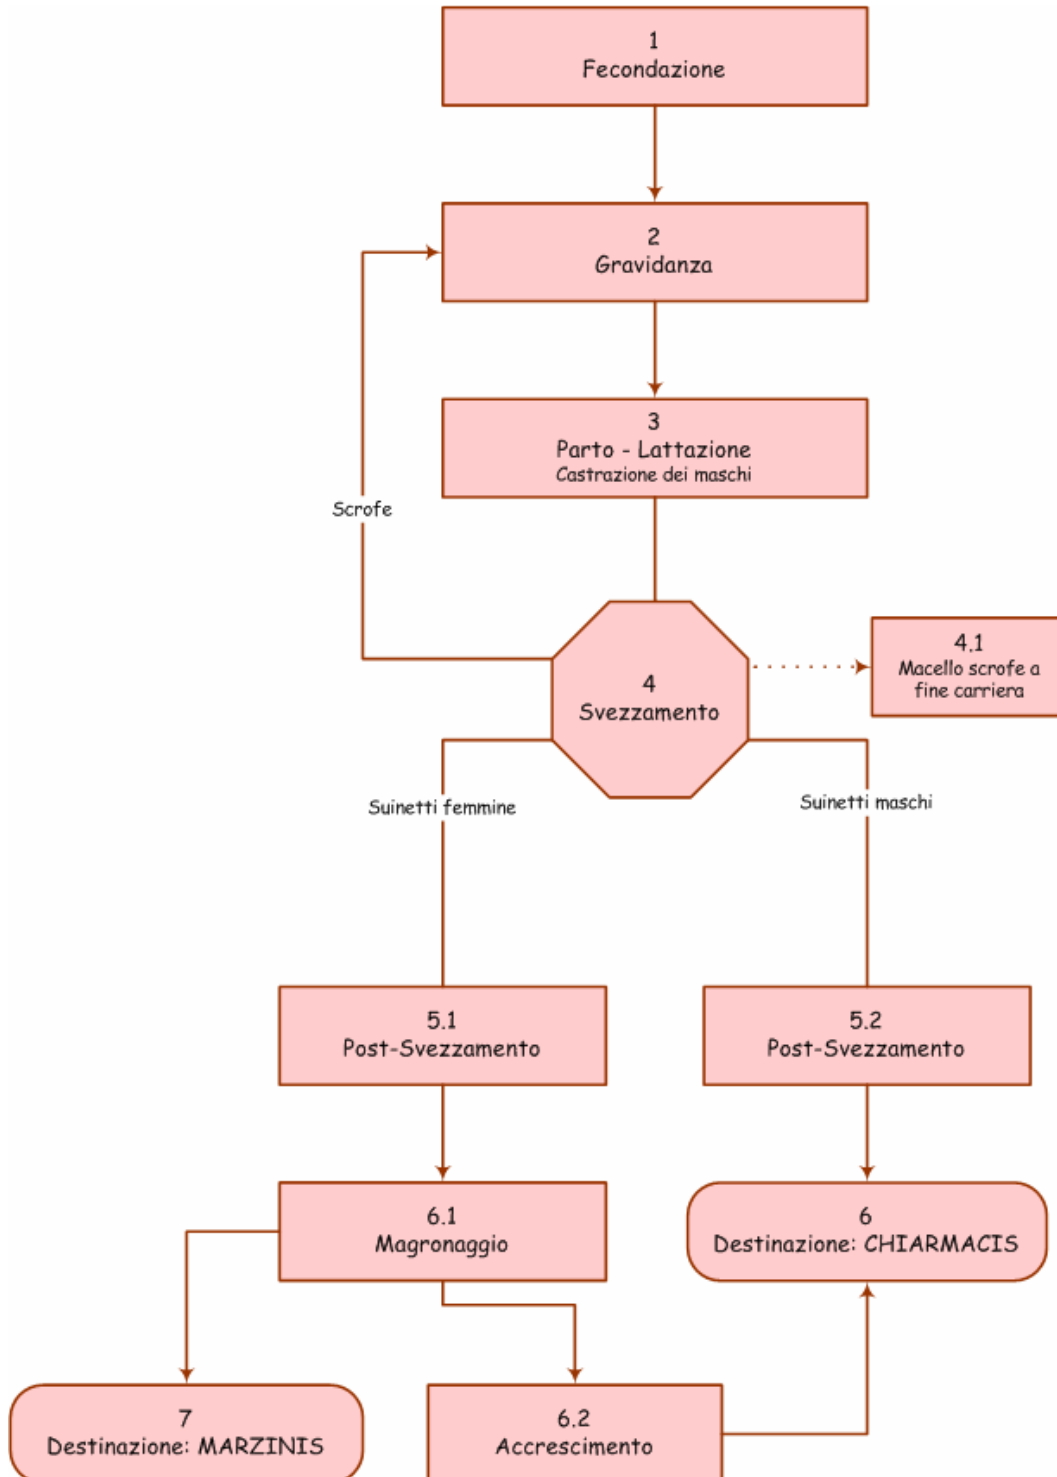 1
Fecondazione
2
Gravidanza
3
Parto - Lattazione
Castrazione dei maschi
Scrofe
4
Svezzamento
4.1
Macello scrofe a
fine carriera
Suinetti femmine
Suinetti maschi
5.1
Post-Svezzamento
5.2
Post-Svezzamento
6.1
Magronaggio
6
Destinazione: CHIARMACIS
7
Destinazione: MARZINIS
6.2
Accrescimento